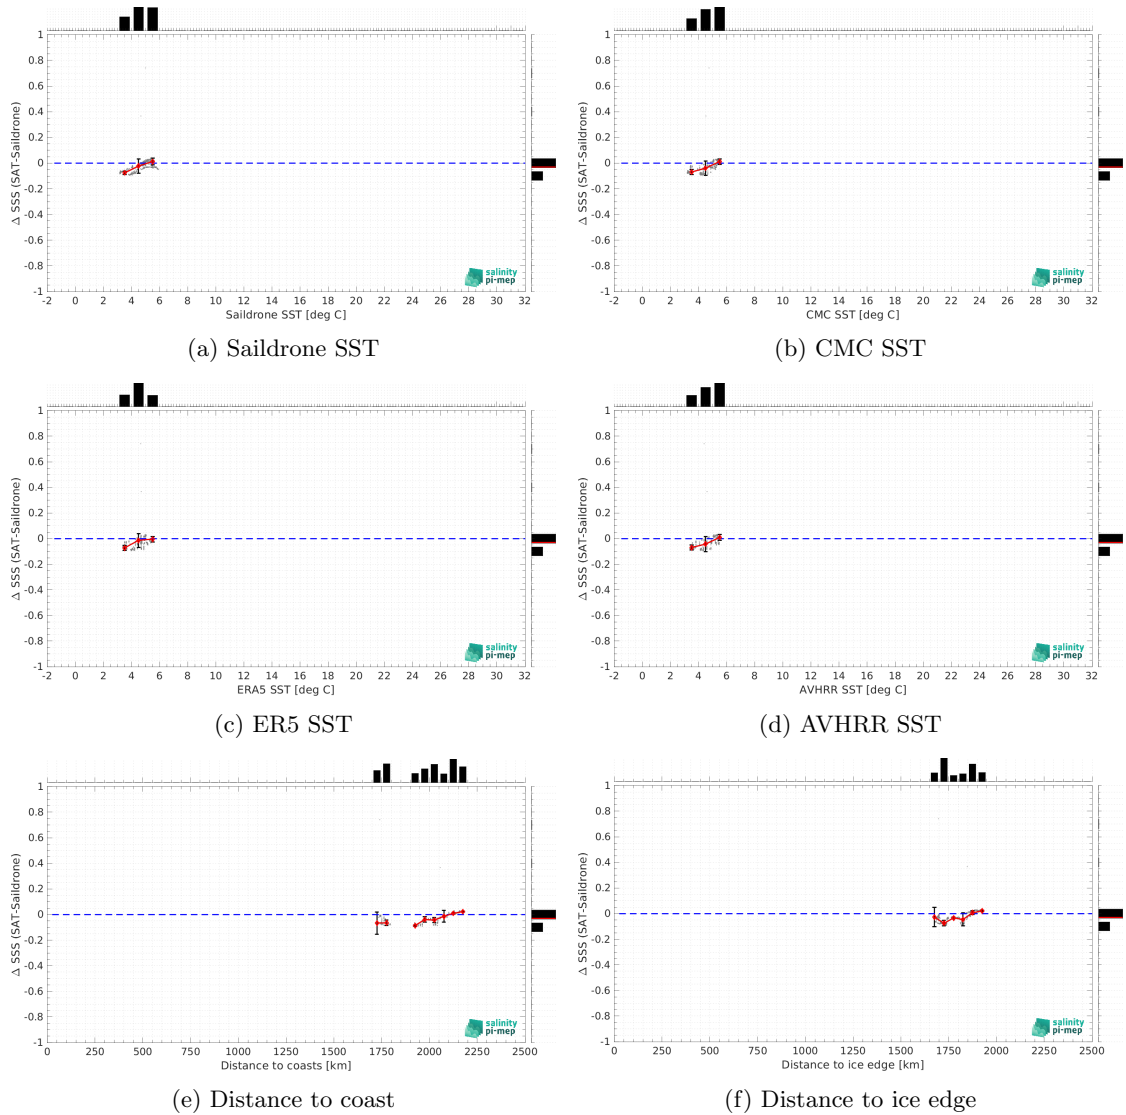 1
0.8
0.6
0.4
0.2
0
-0.2
-0.4
-0.6
-0.8
-1
Δ SSS (SAT-Saildrone)
salinity
pi-mep
-2 0 2 4 6 8 10 12 14 16 18 20 22 24 26 28 30 32
Saildrone SST [deg C]
(a) Saildrone SST
1
0.8
0.6
0.4
0.2
0
-0.2
-0.4
-0.6
-0.8
-1
Δ SSS (SAT-Saildrone)
salinity
pi-mep
-2 0 2 4 6 8 10 12 14 16 18 20 22 24 26 28 30 32
CMC SST [deg C]
(b) CMC SST
1
0.8
0.6
0.4
0.2
0
-0.2
-0.4
-0.6
-0.8
-1
Δ SSS (SAT-Saildrone)
salinity
pi-mep
-2 0 2 4 6 8 10 12 14 16 18 20 22 24 26 28 30 32
ERA5 SST [deg C]
(c) ER5 SST
1
0.8
0.6
0.4
0.2
0
-0.2
-0.4
-0.6
-0.8
-1
Δ SSS (SAT-Saildrone)
salinity
pi-mep
-2 0 2 4 6 8 10 12 14 16 18 20 22 24 26 28 30 32
AVHRR SST [deg C]
(d) AVHRR SST
1
0.8
0.6
0.4
0.2
0
-0.2
-0.4
-0.6
-0.8
-1
Δ SSS (SAT-Saildrone)
salinity
pi-mep
0 250 500 750 1000 1250 1500 1750 2000 2250 2500
Distance to coasts [km]
(e) Distance to coast
1
0.8
0.6
0.4
0.2
0
-0.2
-0.4
-0.6
-0.8
-1
Δ SSS (SAT-Saildrone)
salinity
pi-mep
0 250 500 750 1000 1250 1500 1750 2000 2250 2500
Distance to ice edge [km]
(f) Distance to ice edge